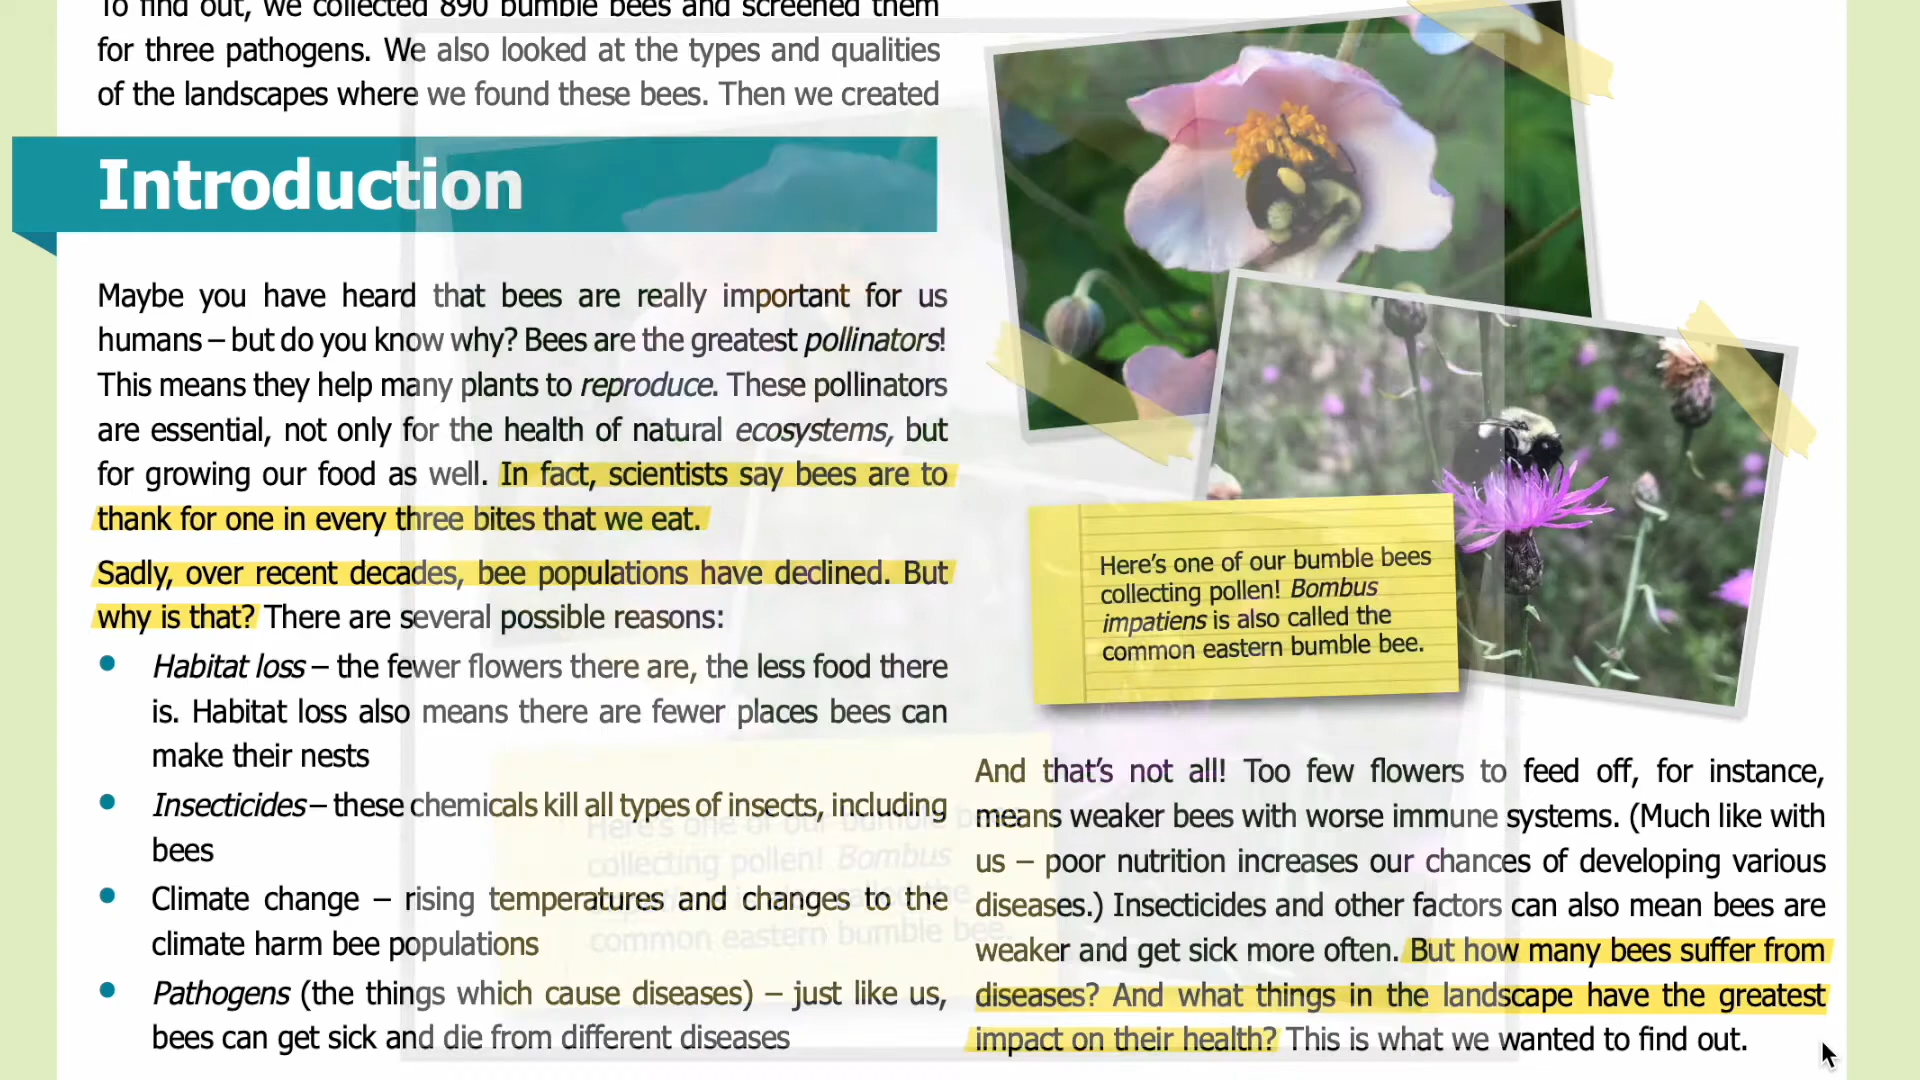 To find out, we collected 890 bumble bees and screened them
for three pathogens. We also looked at the types and qualities
of the landscapes where we found these bees. Then we created
Introduction
Maybe you have heard that bees are really important for us
humans – but do you know why? Bees are the greatest pollinators!
This means they help many plants to reproduce. These pollinators
are essential, not only for the health of natural ecosystems, but
for growing our food as well. In fact, scientists say bees are to
thank for one in every three bites that we eat.
Sadly, over recent decades, bee populations have declined. But
why is that? There are several possible reasons:
• Habitat loss – the fewer flowers there are, the less food there
is. Habitat loss also means there are fewer places bees can
make their nests
• Insecticides – these chemicals kill all types of insects, including
bees
• Climate change – rising temperatures and changes to the
climate harm bee populations
• Pathogens (the things which cause diseases) – just like us,
bees can get sick and die from different diseases
Here's one of our bumble bees
collecting pollen! Bombus
impatiens is also called the
common eastern bumble bee.
And that's not all! Too few flowers to feed off, for instance,
means weaker bees with worse immune systems. (Much like with
us – poor nutrition increases our chances of developing various
diseases.) Insecticides and other factors can also mean bees are
weaker and get sick more often. But how many bees suffer from
diseases? And what things in the landscape have the greatest
impact on their health? This is what we wanted to find out.
Here's one of our bumble bees
collecting pollen! Bombus
common eastern bumble bee.